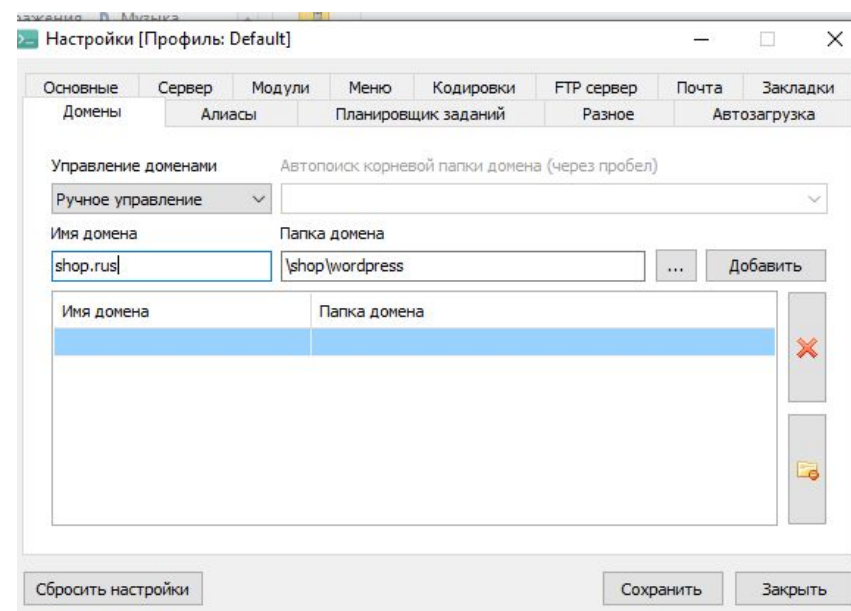 Музыка
Настройки [Профиль: Default]
Основные Сервер Модули Меню Кодировки FTP сервер Почта Закладки
Домены Алиасы Планировщик заданий Разное Автозагрузка
Управление доменами Автопоиск корневой папки домена (через пробел)
Ручное управление
Имя домена Папка домена
shop.rus \shop\wordpress ... Добавить
Имя домена Папка домена
Сбросить настройки Сохранить Закрыть